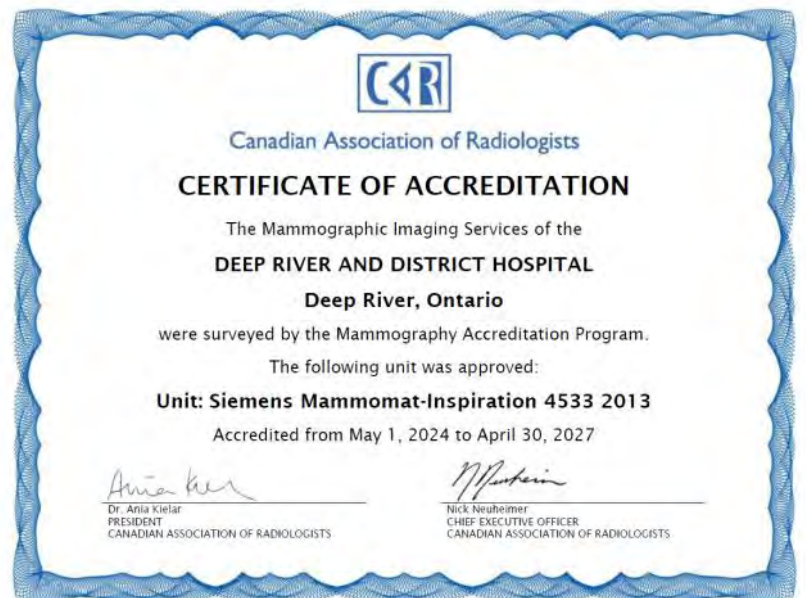 CAR
Canadian Association of Radiologists
CERTIFICATE OF ACCREDITATION
The Mammographic Imaging Services of the
DEEP RIVER AND DISTRICT HOSPITAL
Deep River, Ontario
were surveyed by the Mammography Accreditation Program.
The following unit was approved:
Unit: Siemens Mammomat-Inspiration 4533 2013
Accredited from May 1, 2024 to April 30, 2027
Dr. Ania Kielar
PRESIDENT
CANADIAN ASSOCIATION OF RADIOLOGISTS
Nick Neuheimer
CHIEF EXECUTIVE OFFICER
CANADIAN ASSOCIATION OF RADIOLOGISTS